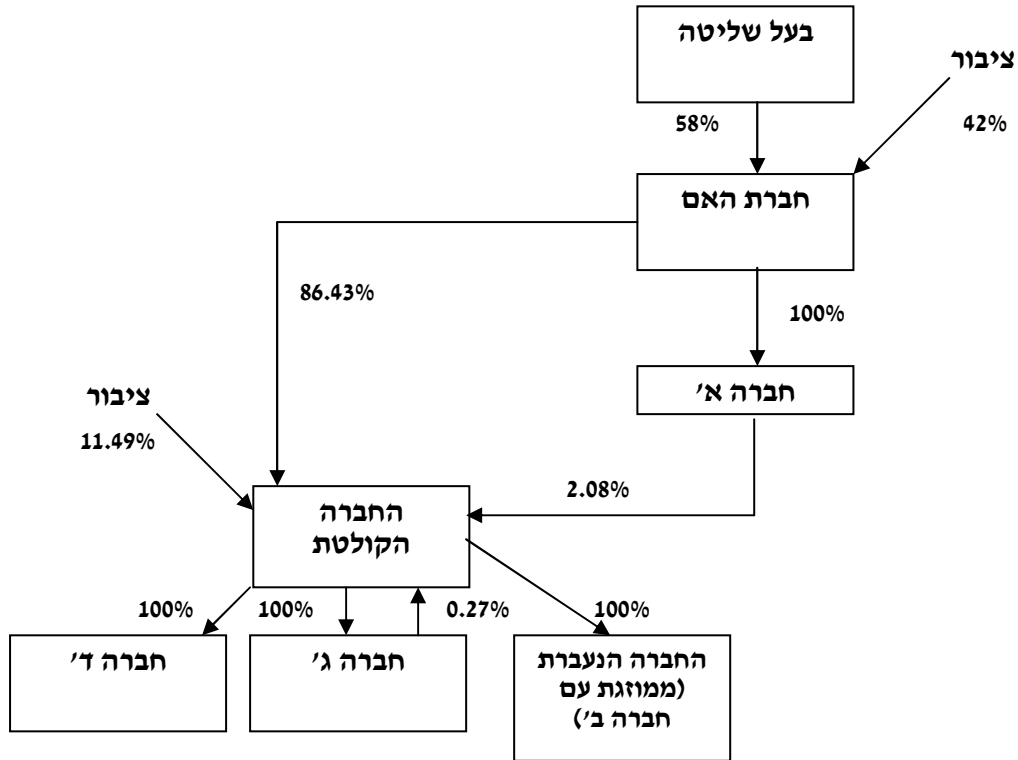 בעל שליטה
ציבור
58%
42%
חברת האם
86.43%
100%
חברה א'
ציבור
11.49%
2.08%
החברה
הקולטת
100%
100%
0.27%
100%
חברה ד'
חברה ג'
החברה הנעברת
(ממוזגת עם
חברה ב')